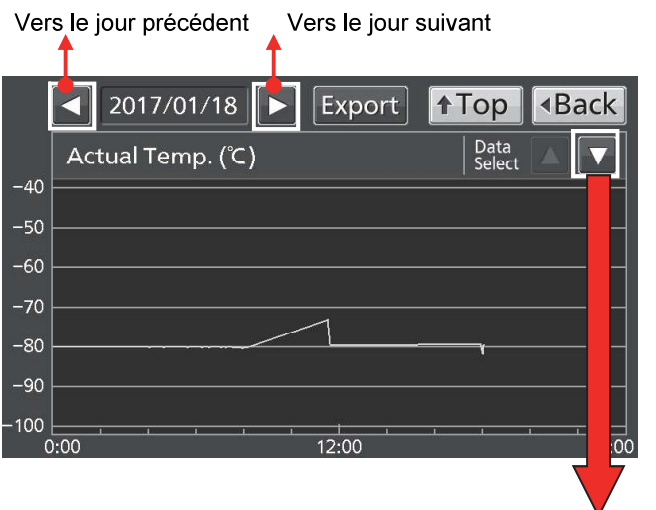 Vers le jour précédent Vers le jour suivant
2017/01/18 Export ↑Top Back
Actual Temp. (℃) Data Select
-40
-50
-60
-70
-80
-90
-100
0:00 12:00 :00